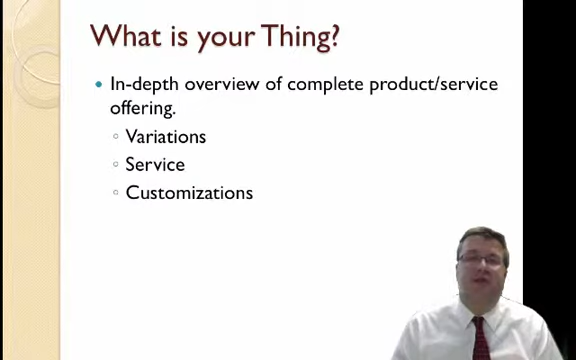 What is your Thing?
• In-depth overview of complete product/service
offering.
◦ Variations
◦ Service
◦ Customizations